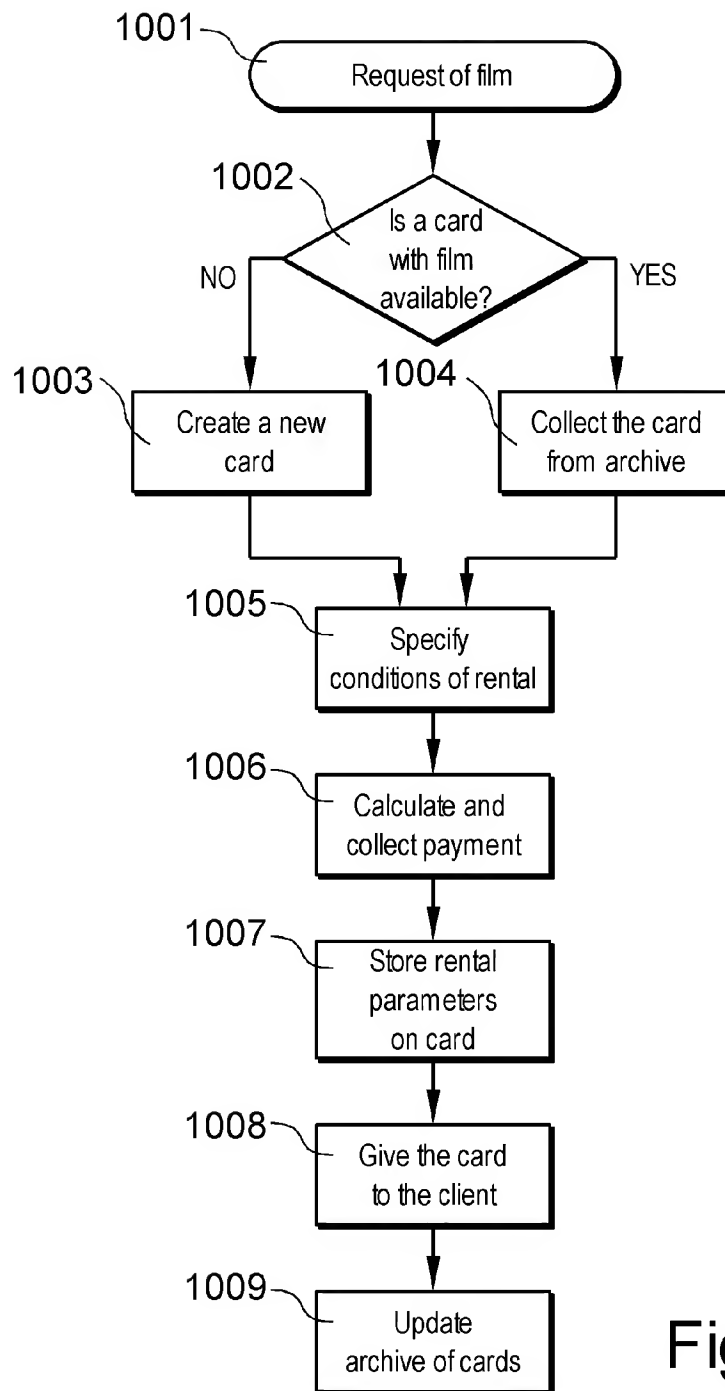 1001
Request of film
1002
Is a card
with film
available?
NO
YES
1003
Create a new
card
1004
Collect the card
from archive
1005
Specify
conditions of rental
1006
Calculate and
collect payment
1007
Store rental
parameters
on card
1008
Give the card
to the client
1009
Update
archive of cards